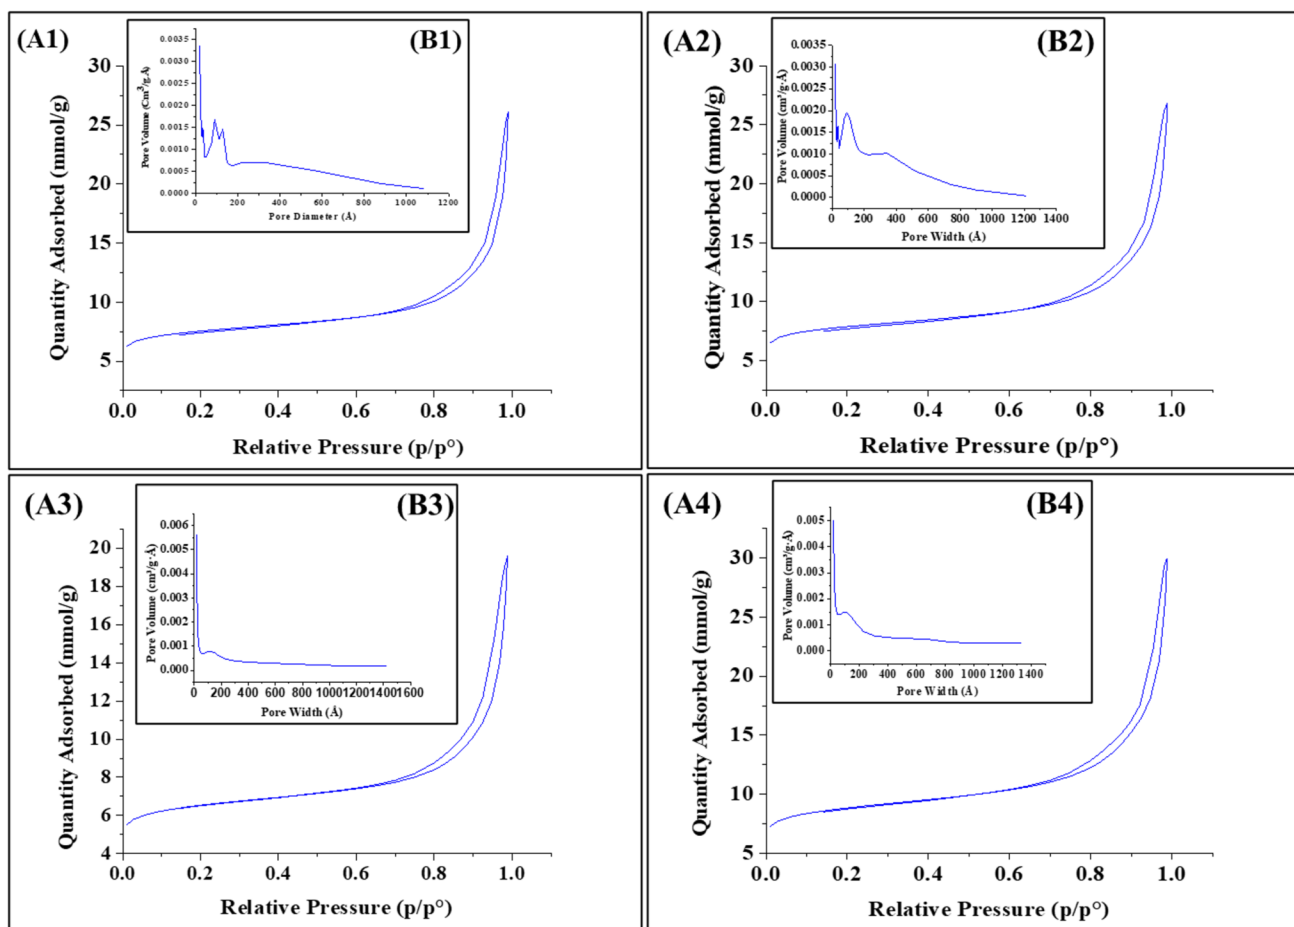 (A1)
(B1)
Quantity Adsorbed (mmol/g)
30
25
20
15
10
5
0.0 0.2 0.4 0.6 0.8 1.0
Relative Pressure (p/p°)
Pore Volume (Cm³/g.Å)
0.0035
0.0030
0.0025
0.0020
0.0015
0.0010
0.0005
0.0000
0 200 400 600 800 1000 1200
Pore Diameter (Å)
(A2)
(B2)
Quantity Adsorbed (mmol/g)
30
25
20
15
10
5
0.0 0.2 0.4 0.6 0.8 1.0
Relative Pressure (p/p°)
Pore Volume (cm³/g·Å)
0.0035
0.0030
0.0025
0.0020
0.0015
0.0010
0.0005
0.0000
0 200 400 600 800 1000 1200 1400
Pore Width (Å)
(A3)
(B3)
Quantity Adsorbed (mmol/g)
20
18
16
14
12
10
8
6
4
0.0 0.2 0.4 0.6 0.8 1.0
Relative Pressure (p/p°)
Pore Volume (cm³/g·Å)
0.006
0.005
0.004
0.003
0.002
0.001
0.000
0 200 400 600 800 1000 1200 1400 1600
Pore Width (Å)
(A4)
(B4)
Quantity Adsorbed (mmol/g)
30
25
20
15
10
5
0.0 0.2 0.4 0.6 0.8 1.0
Relative Pressure (p/p°)
Pore Volume (cm³/g·Å)
0.005
0.004
0.003
0.002
0.001
0.000
0 200 400 600 800 1000 1200 1400
Pore Width (Å)